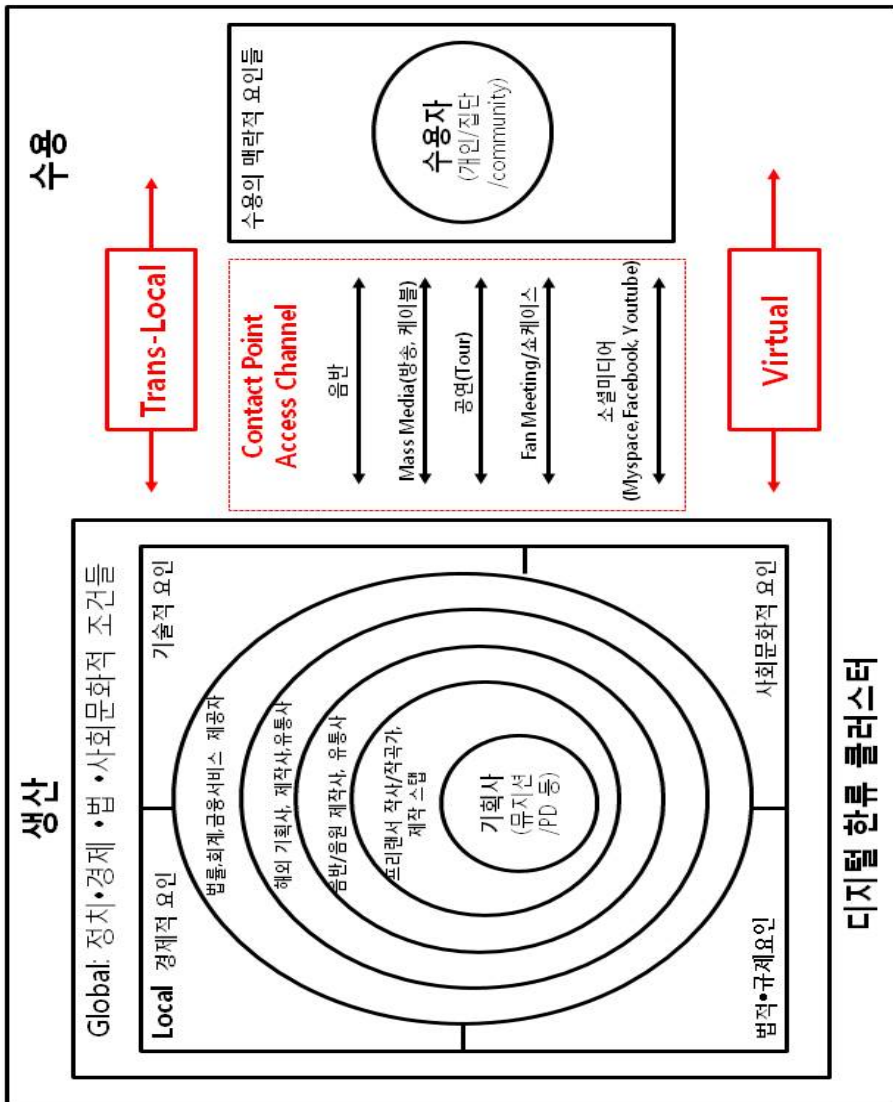 생산
수용
Global: 정치•경제 •법 •사회문화적 조건들
Local 경제적 요인
기술적 요인
법률,회계,금융서비스 제공자
해외 기획사, 제작사,유통사
음반/음원 제작사, 유통사
프리랜서 작사/작곡가,
제작 스탭
기획사
(뮤지션
/PD 등)
법적•규제요인
사회문화적 요인
디지털 한류 클러스터
Trans-Local
Contact Point
Access Channel
음반
Mass Media(방송, 케이블)
공연(Tour)
Fan Meeting/쇼케이스
소셜미디어
(Myspace,Facebook, Youtube)
Virtual
수용의 맥락적 요인들
수용자
(개인/집단
/community)